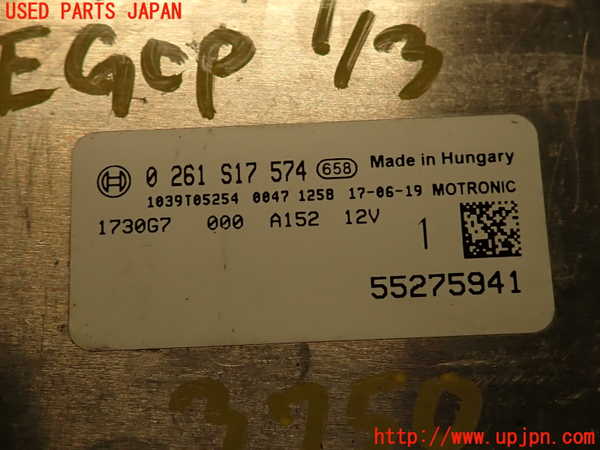 USED PARTS JAPAN
EGCP 1/3
0 261 S17 574 658 Made in Hungary
1039T05254 0047 1258 17-06-19 MOTRONIC
1730G7 000 A152 12V
1
55275941
3750
http://www.upjpn.com/